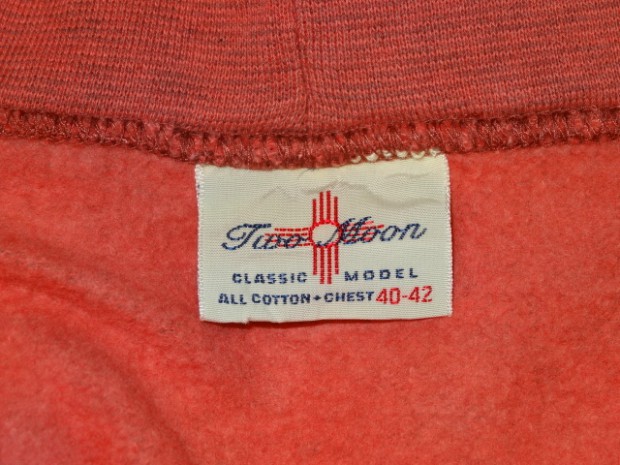 Two Moon
CLASSIC MODEL
ALL COTTON + CHEST 40-42